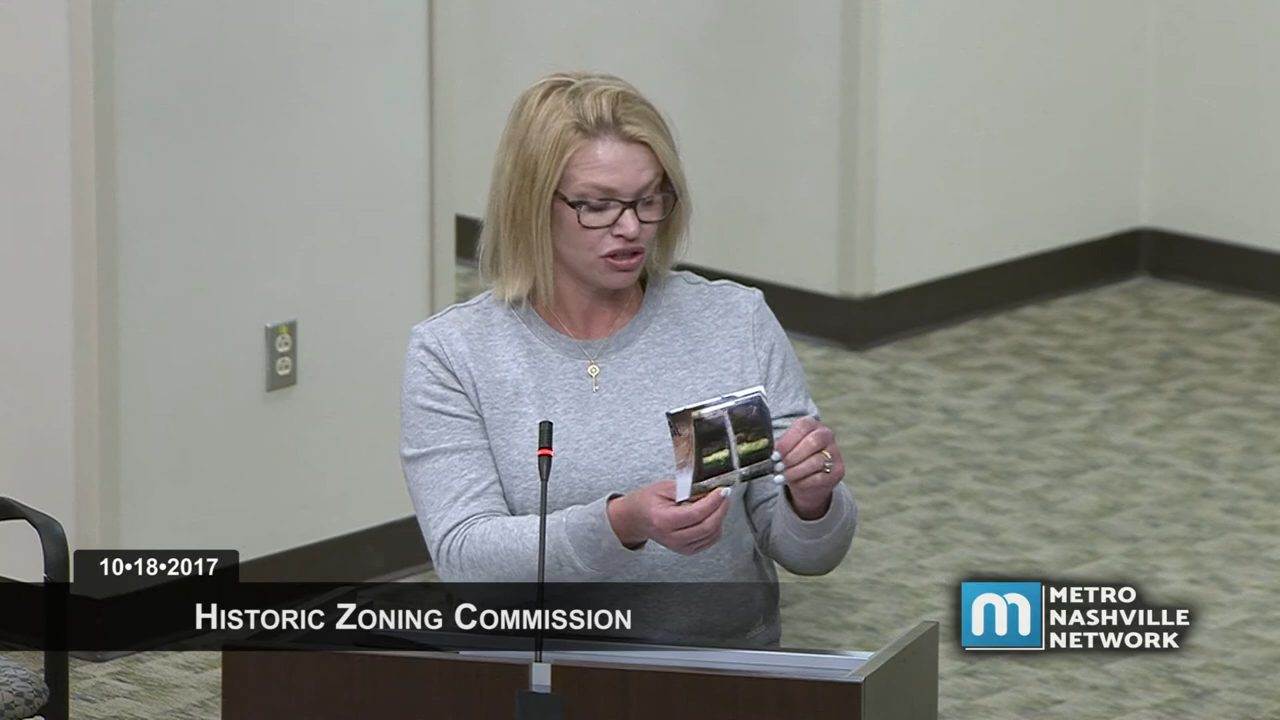 10•18•2017
Historic Zoning Commission
m METRO
NASHVILLE
NETWORK